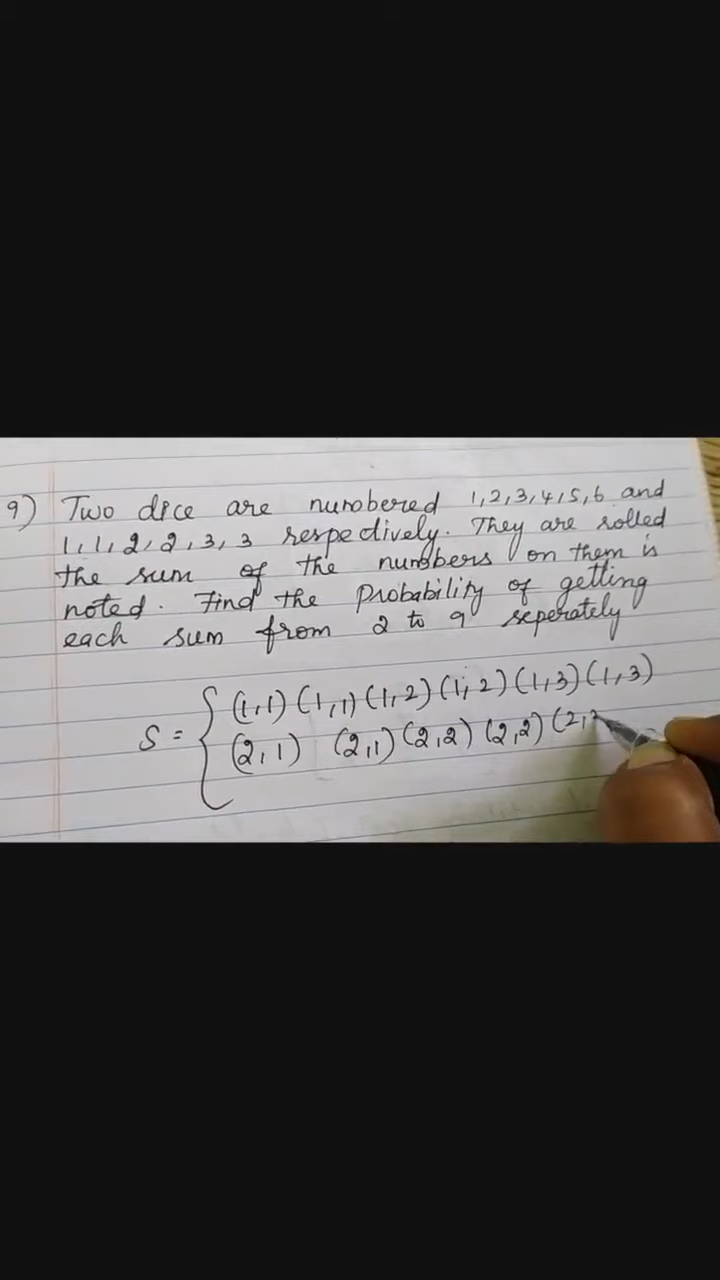 9) Two dice are numbered 1,2,3,4,5,6 and
1,1,2,2,3,3 respectively. They are rolled
the sum of the numbers on them is
noted. Find the Probability of getting
each sum from 2 to 9 seperately
S = { (1,1) (1,1) (1,2) (1,2) (1,3) (1,3)
(2,1) (2,1) (2,2) (2,2) (2,